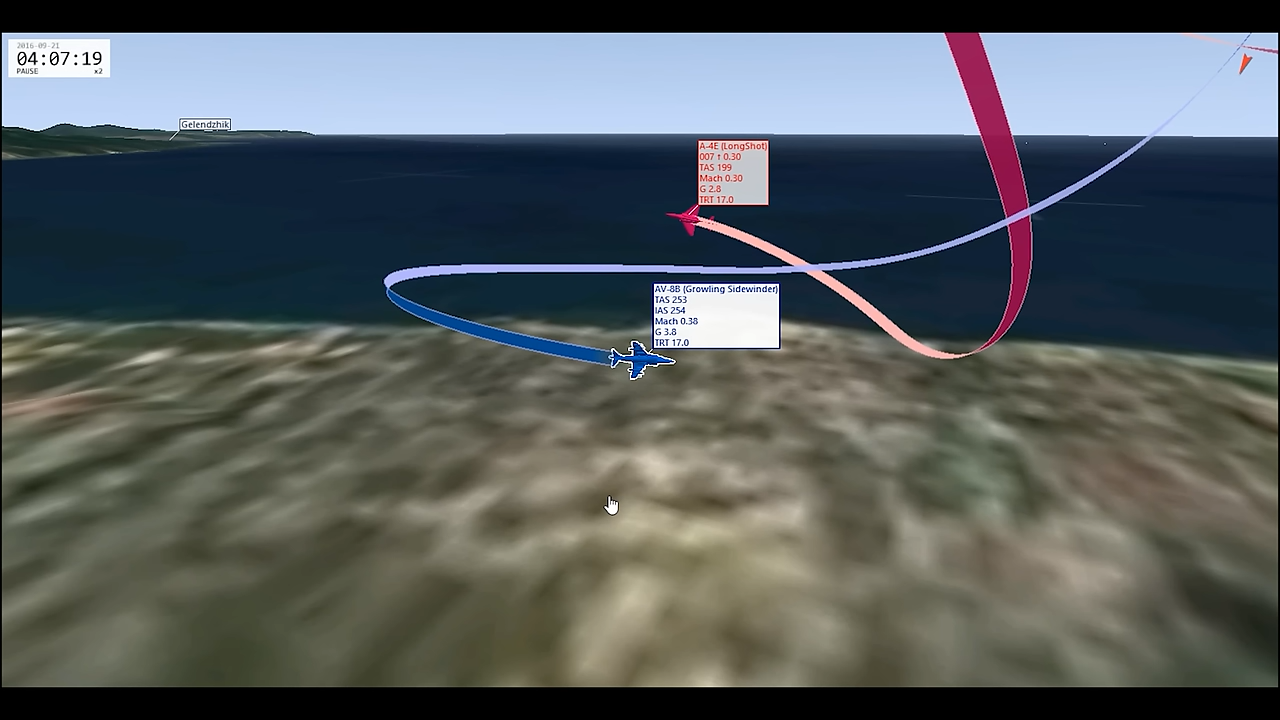 2016-09-21
04:07:19
PAUSE x2
Gelendzhik
A-4E (LongShot)
007 ↑ 0.30
TAS 199
Mach 0.30
G 2.8
TRT 17.0
AV-8B (Growling Sidewinder)
TAS 253
IAS 254
Mach 0.38
G 3.8
TRT 17.0